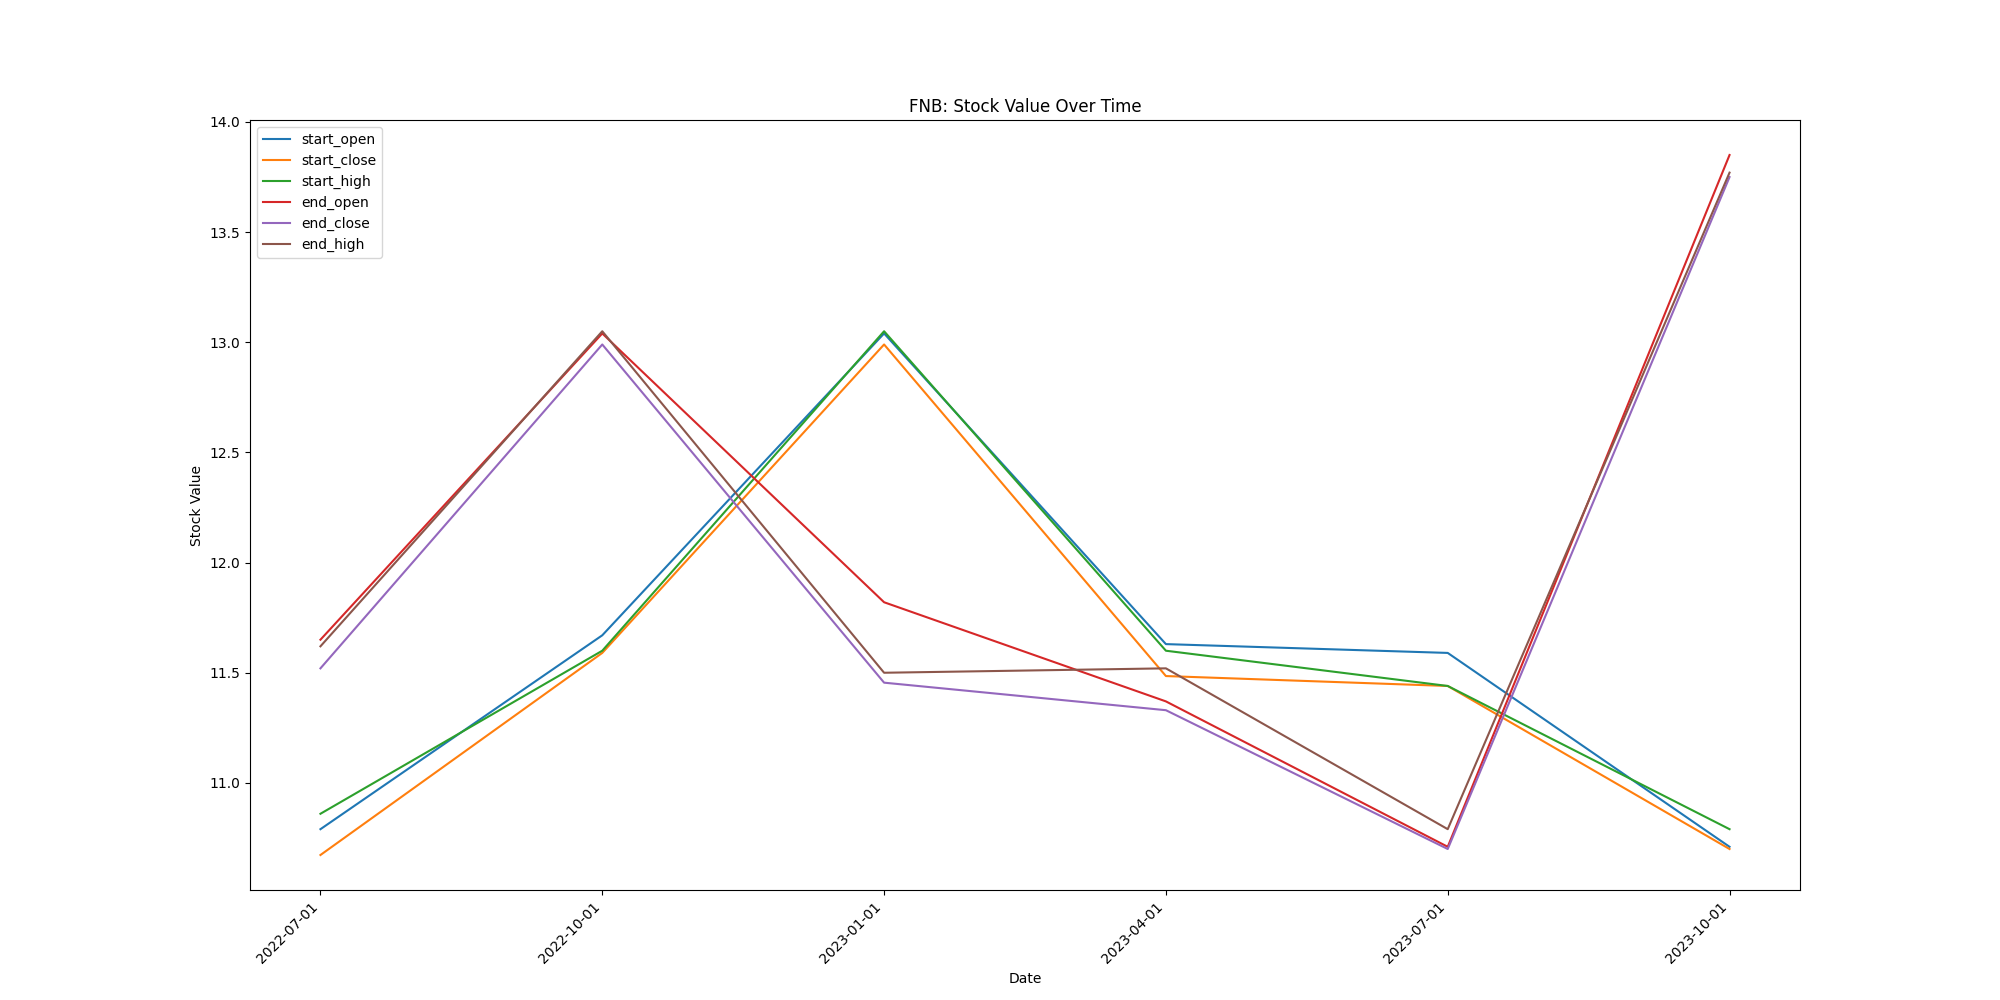 FNB: Stock Value Over Time
start_open
start_close
start_high
end_open
end_close
end_high
Stock Value
14.0
13.5
13.0
12.5
12.0
11.5
11.0
2022-07-01
2022-10-01
2023-01-01
2023-04-01
2023-07-01
2023-10-01
Date